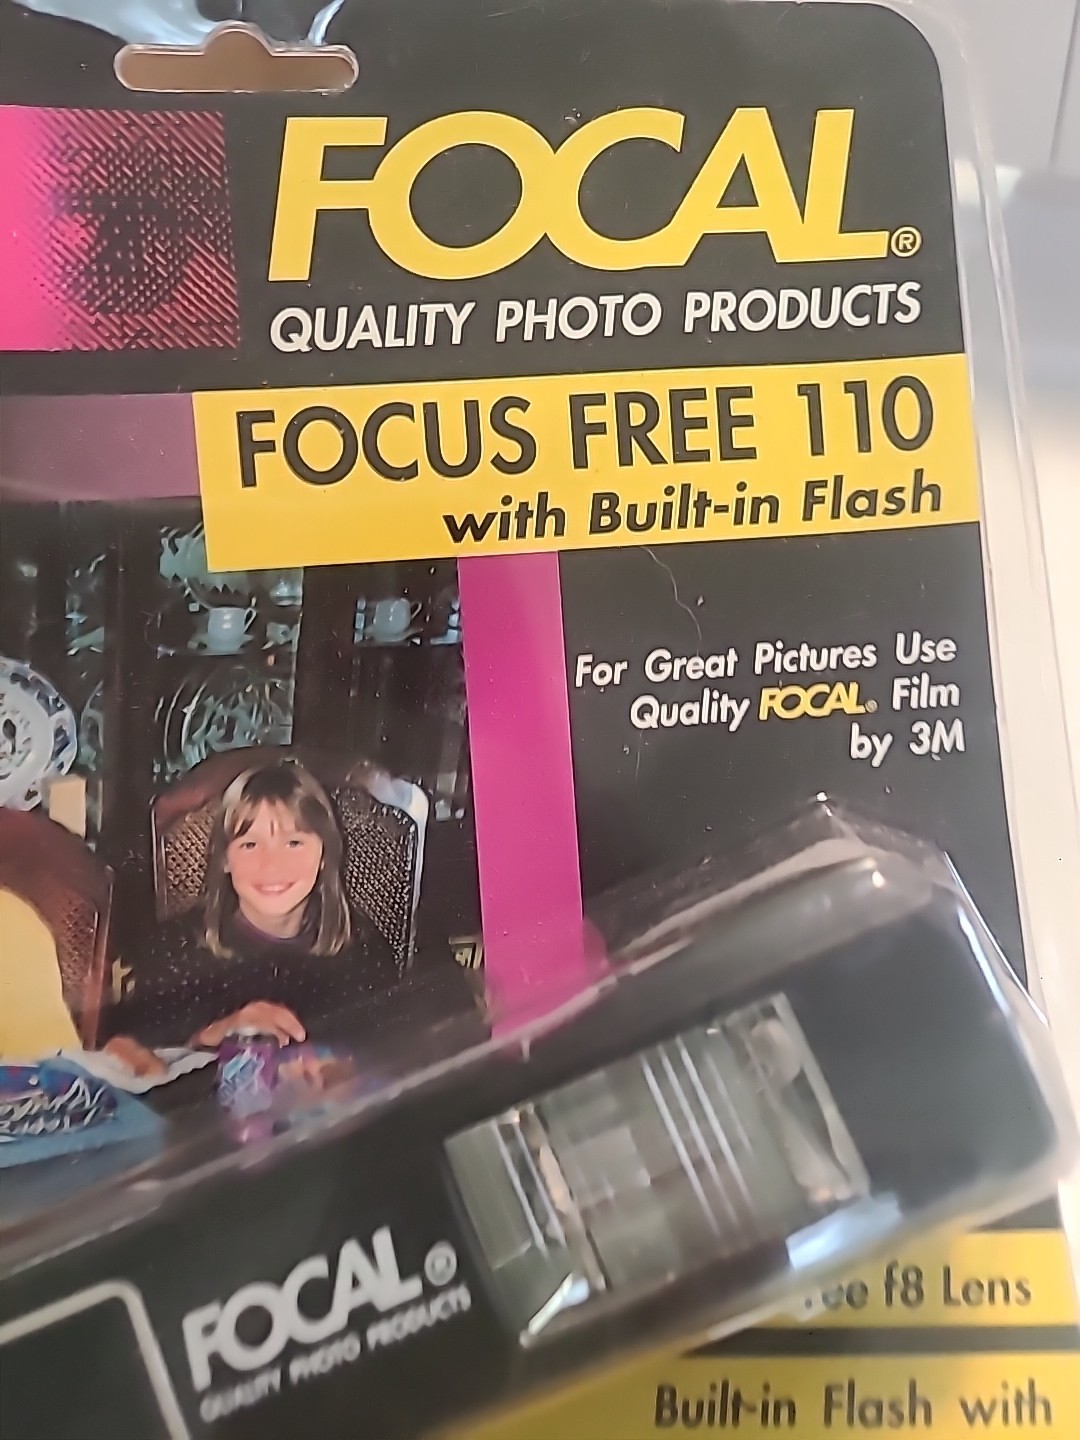 FOCAL®
QUALITY PHOTO PRODUCTS
FOCUS FREE 110
with Built-in Flash
For Great Pictures Use
Quality FOCAL® Film
by 3M
FOCAL®
QUALITY PHOTO PRODUCTS
f8 Lens
Built-in Flash with